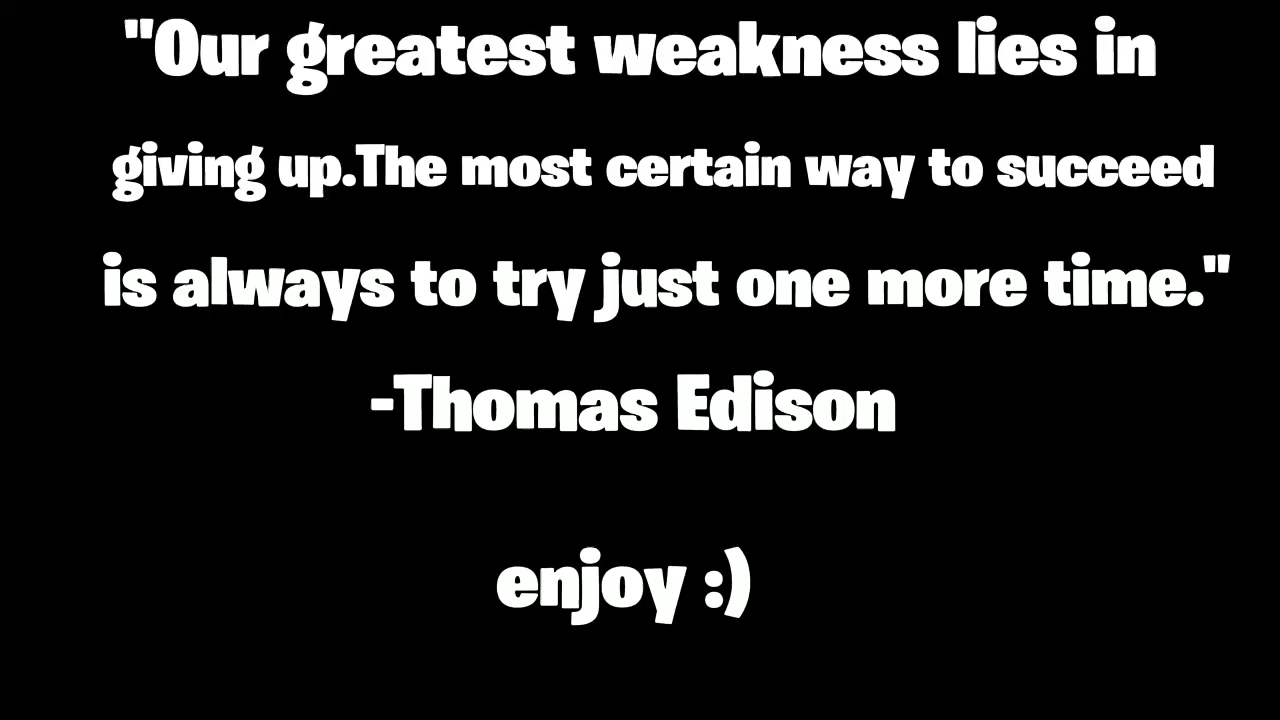 "Our greatest weakness lies in
giving up.The most certain way to succeed
is always to try just one more time."
-Thomas Edison
enjoy :)